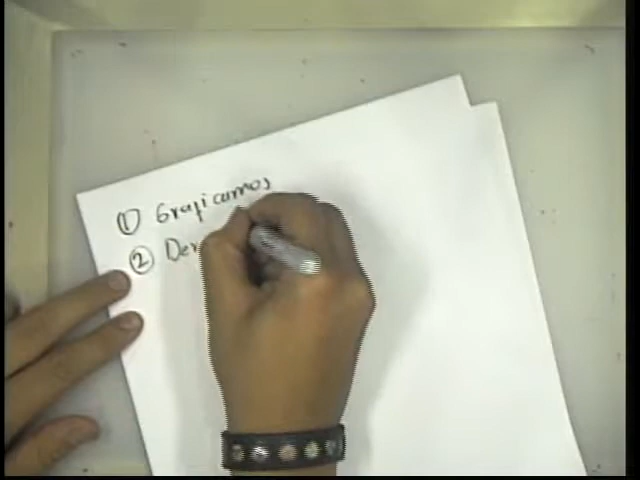 ① Graficamos
② Der